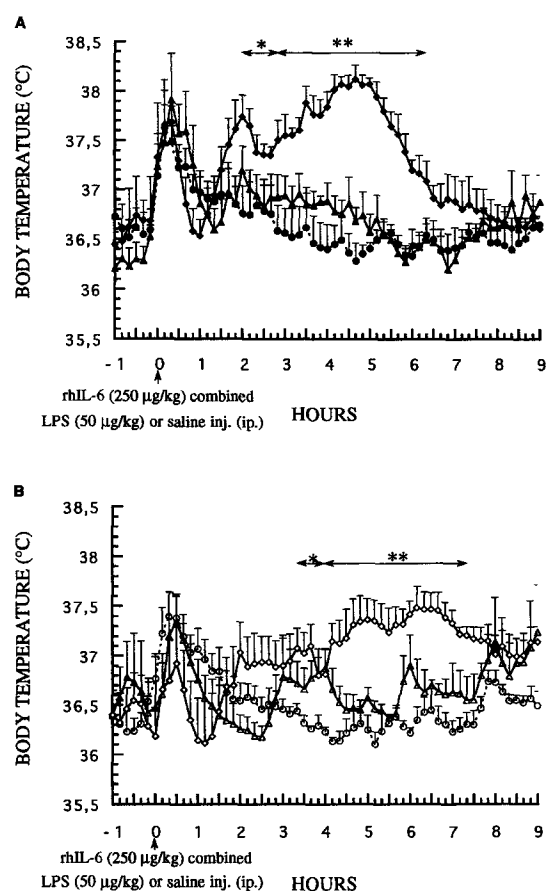 A
BODY TEMPERATURE (°C)
38,5
38
37,5
37
36,5
36
35,5
* **
- 1 0 1 2 3 4 5 6 7 8 9
rhIL-6 (250 µg/kg) combined
LPS (50 µg/kg) or saline inj. (ip.)
HOURS
B
BODY TEMPERATURE (°C)
38,5
38
37,5
37
36,5
36
35,5
* **
- 1 0 1 2 3 4 5 6 7 8 9
rhIL-6 (250 µg/kg) combined
LPS (50 µg/kg) or saline inj. (ip.)
HOURS